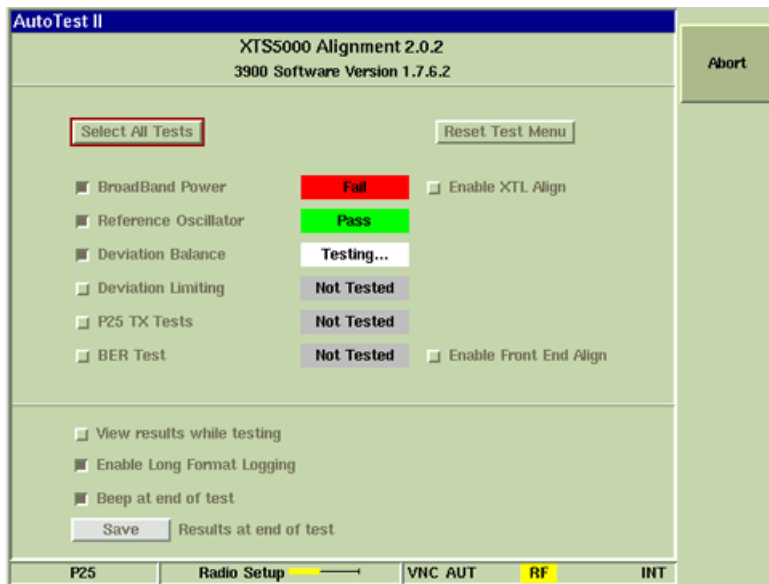 AutoTest II
XTS5000 Alignment 2.0.2
3900 Software Version 1.7.6.2
Abort
Select All Tests Reset Test Menu
BroadBand Power Fail Enable XTL Align
Reference Oscillator Pass
Deviation Balance Testing...
Deviation Limiting Not Tested
P25 TX Tests Not Tested
BER Test Not Tested Enable Front End Align
View results while testing
Enable Long Format Logging
Beep at end of test
Save Results at end of test
P25 Radio Setup VNC AUT RF INT